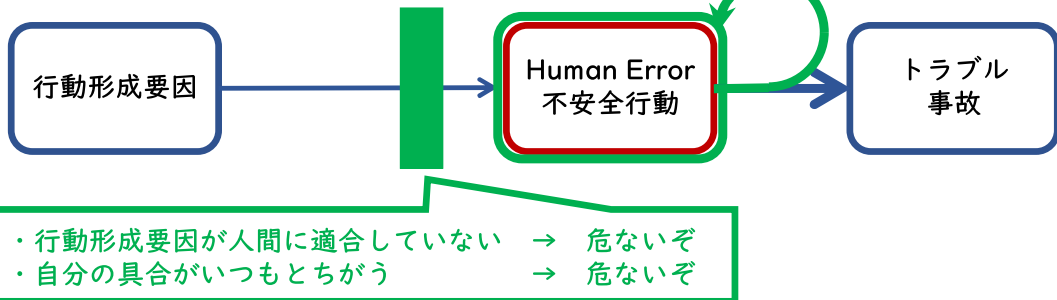 行動形成要因
Human Error
不安全行動
トラブル
事故
・行動形成要因が人間に適合していない → 危ないぞ
・自分の具合がいつもとちがう → 危ないぞ